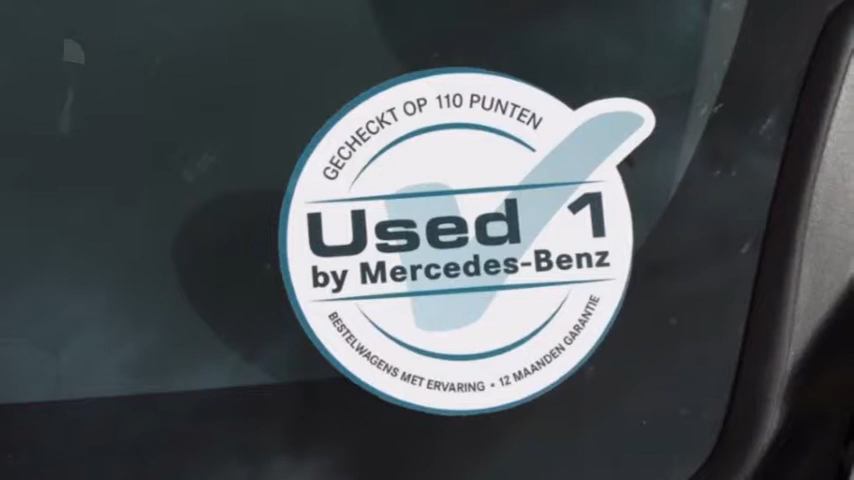 GECHECKT OP 110 PUNTEN
Used 1
by Mercedes-Benz
BESTELWAGENS MET ERVARING • 12 MAANDEN GARANTIE